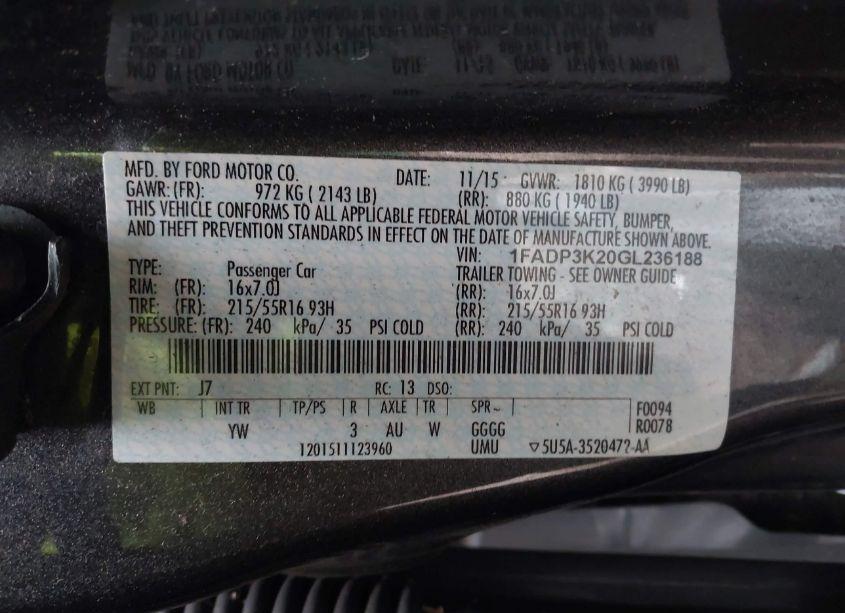 MFD. BY FORD MOTOR CO. DATE: 11/15 GVWR: 1810 KG ( 3990 LB)
GAWR: (FR): 972 KG ( 2143 LB) (RR): 880 KG ( 1940 LB)
THIS VEHICLE CONFORMS TO ALL APPLICABLE FEDERAL MOTOR VEHICLE SAFETY, BUMPER,
AND THEFT PREVENTION STANDARDS IN EFFECT ON THE DATE OF MANUFACTURE SHOWN ABOVE.
VIN: 1FADP3K20GL236188
TYPE: Passenger Car TRAILER TOWING - SEE OWNER GUIDE
RIM: (FR): 16x7.0J (RR): 16x7.0J
TIRE: (FR): 215/55R16 93H (RR): 215/55R16 93H
PRESSURE: (FR): 240 kPa/ 35 PSI COLD (RR): 240 kPa/ 35 PSI COLD
EXT PNT: J7 RC: 13 DSO:
WB INT TR TP/PS R AXLE TR SPR F0094
YW 3 AU W GGGG R0078
1201511123960 UMU